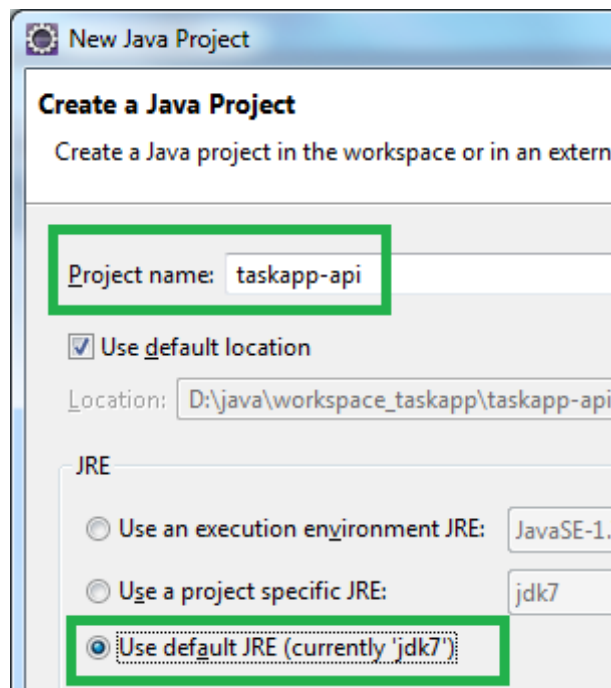 New Java Project
Create a Java Project
Create a Java project in the workspace or in an extern
Project name: taskapp-api
Use default location
Location: D:\java\workspace_taskapp\taskapp-api
JRE
Use an execution environment JRE: JavaSE-1.
Use a project specific JRE: jdk7
Use default JRE (currently 'jdk7')